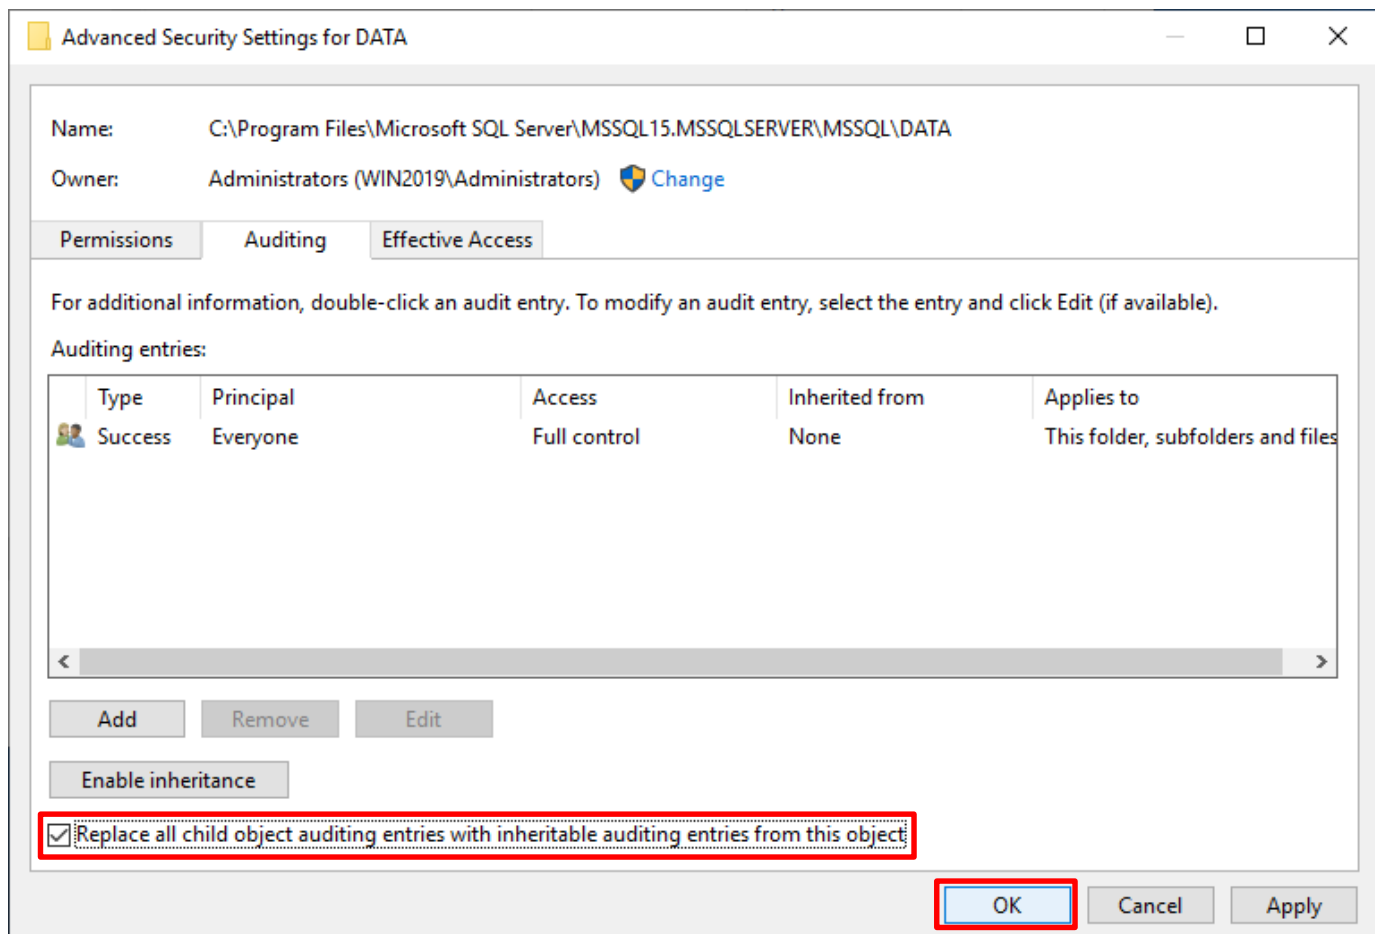 Advanced Security Settings for DATA
Name: C:\Program Files\Microsoft SQL Server\MSSQL15.MSSQLSERVER\MSSQL\DATA
Owner: Administrators (WIN2019\Administrators) Change
Permissions Auditing Effective Access
For additional information, double-click an audit entry. To modify an audit entry, select the entry and click Edit (if available).
Auditing entries:
Type Principal Access Inherited from Applies to
Success Everyone Full control None This folder, subfolders and files
Add Remove Edit
Enable inheritance
Replace all child object auditing entries with inheritable auditing entries from this object
OK Cancel Apply